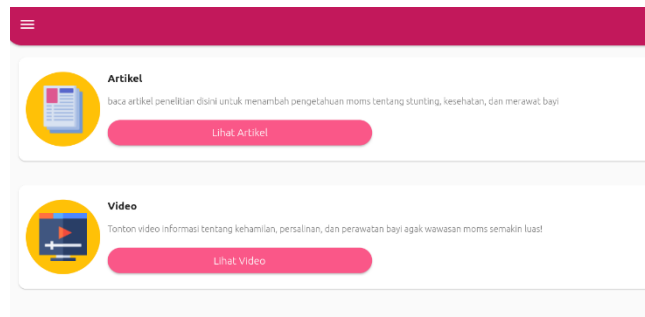 Artikel
baca artikel penelitian disini untuk menambah pengetahuan moms tentang stunting, kesehatan, dan merawat bayi
Lihat Artikel
Video
Tonton video informasi tentang kehamilan, persalinan, dan perawatan bayi agak wawasan moms semakin luas!
Lihat Video